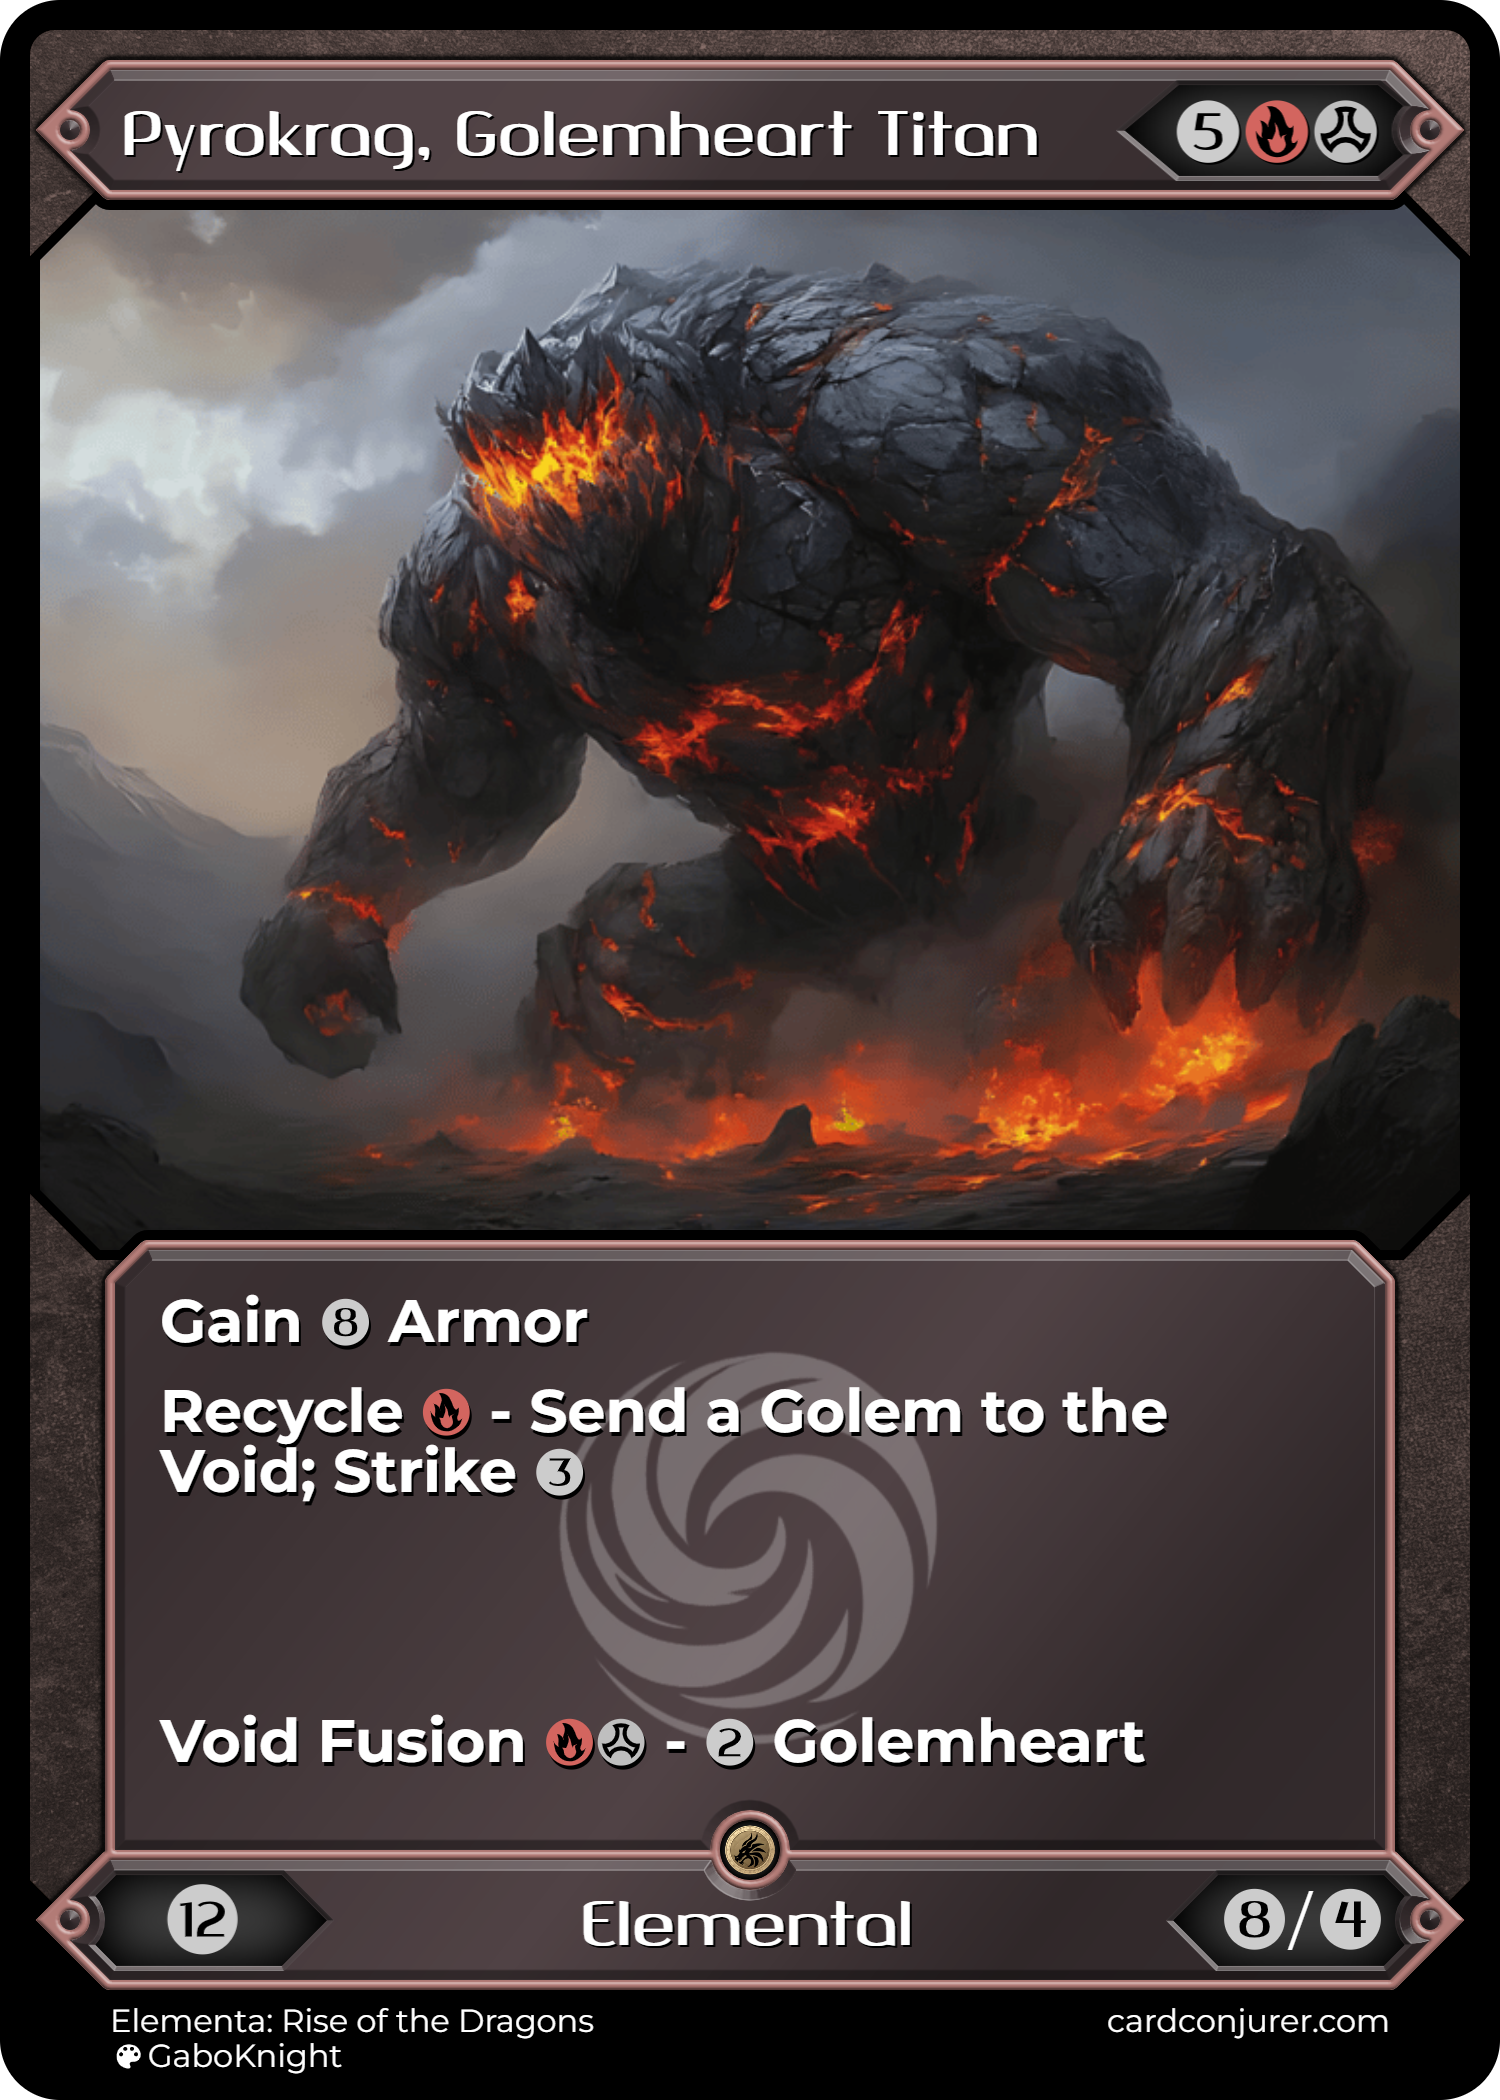 Pyrokrag, Golemheart Titan 5
Gain 8 Armor
Recycle - Send a Golem to the
Void; Strike 3
Void Fusion - 2 Golemheart
12 Elemental 8/4
Elementa: Rise of the Dragons cardconjurer.com
GaboKnight